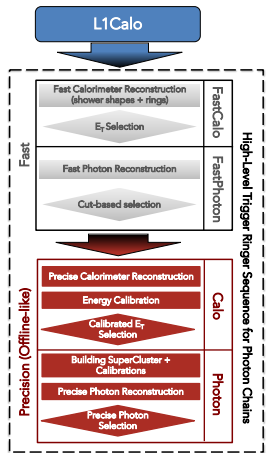 L1Calo
Fast Calorimeter Reconstruction
(shower shapes + rings)
ET Selection
FastCalo
Fast Photon Reconstruction
Cut-based selection
FastPhoton
Fast
Precise Calorimeter Reconstruction
Energy Calibration
Calibrated ET
Selection
Calo
Building SuperCluster +
Calibrations
Precise Photon Reconstruction
Precise Photon
Selection
Photon
Precision (Offline-like)
High-Level Trigger Ringer Sequence for Photon Chains